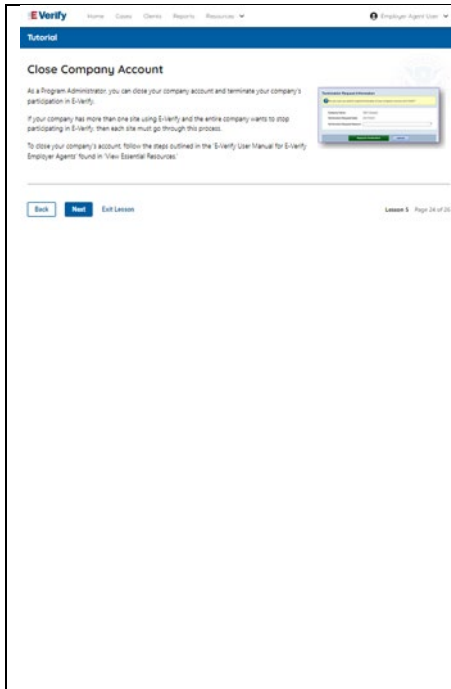 E-Verify Home Cases Clients Reports Resources Employer Agent User
Tutorial
Close Company Account
As a Program Administrator, you can close your company account and terminate your company's
participation in E-Verify.
If your company has more than one site using E-Verify and the entire company wants to stop
participating in E-Verify, then each site must go through this process.
To close your company's account, follow the steps outlined in the 'E-Verify User Manual for E-Verify
Employer Agents' found in 'View Essential Resources.'
Termination Request Information
Back Next Exit Lesson Lesson 5 Page 24 of 26